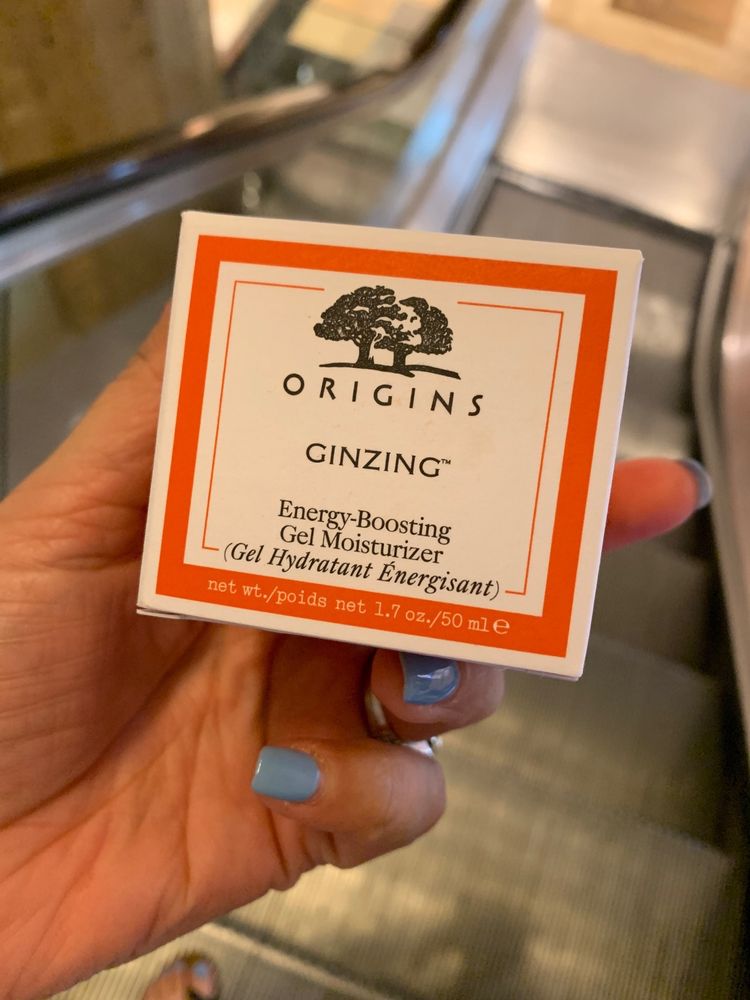 ORIGINS
GINZING™
Energy-Boosting
Gel Moisturizer
(Gel Hydratant Énergisant)
net wt./poids net 1.7 oz./50 ml ℮